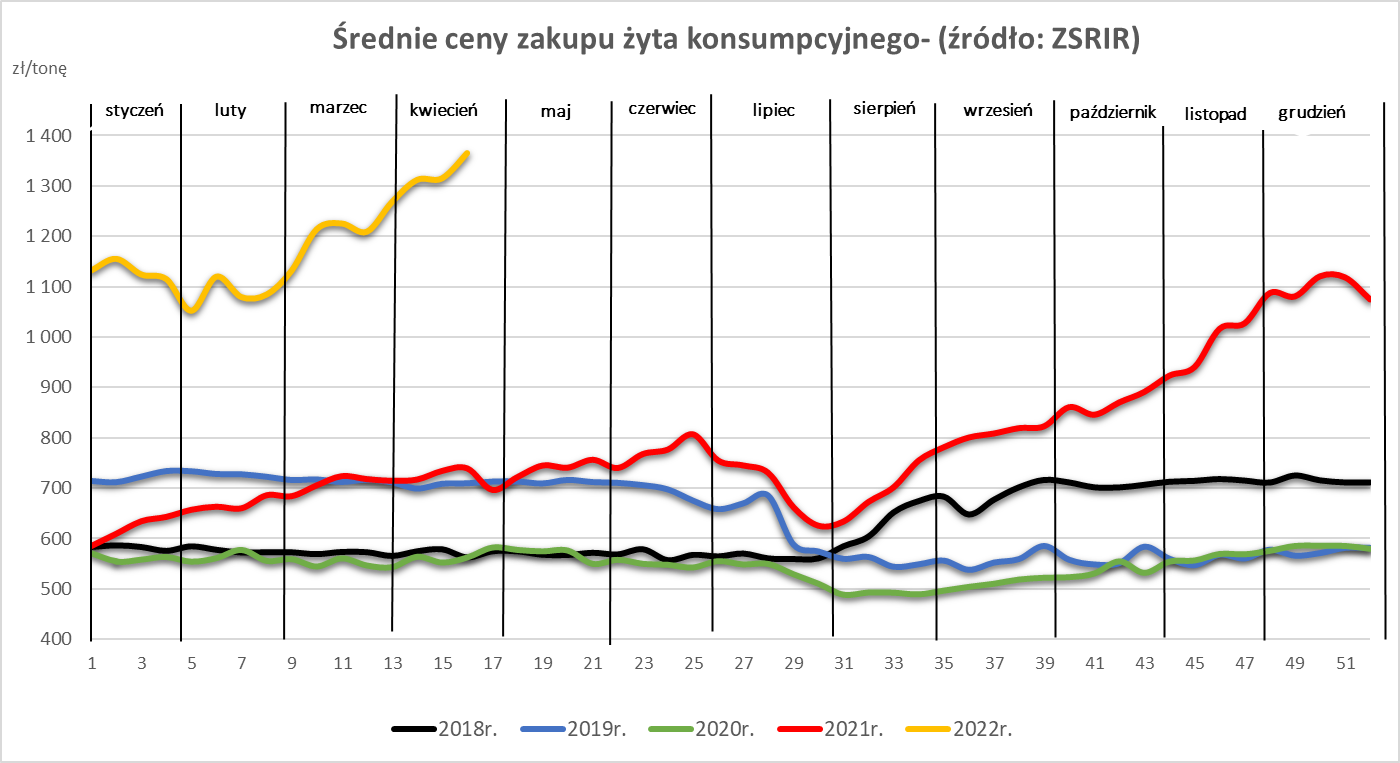 Średnie ceny zakupu żyta konsumpcyjnego- (źródło: ZSRIR)
zł/tonę
styczeń luty marzec kwiecień maj czerwiec lipiec sierpień wrzesień październik listopad grudzień
1 400
1 300
1 200
1 100
1 000
900
800
700
600
500
400
1 3 5 7 9 11 13 15 17 19 21 23 25 27 29 31 33 35 37 39 41 43 45 47 49 51
2018r. 2019r. 2020r. 2021r. 2022r.